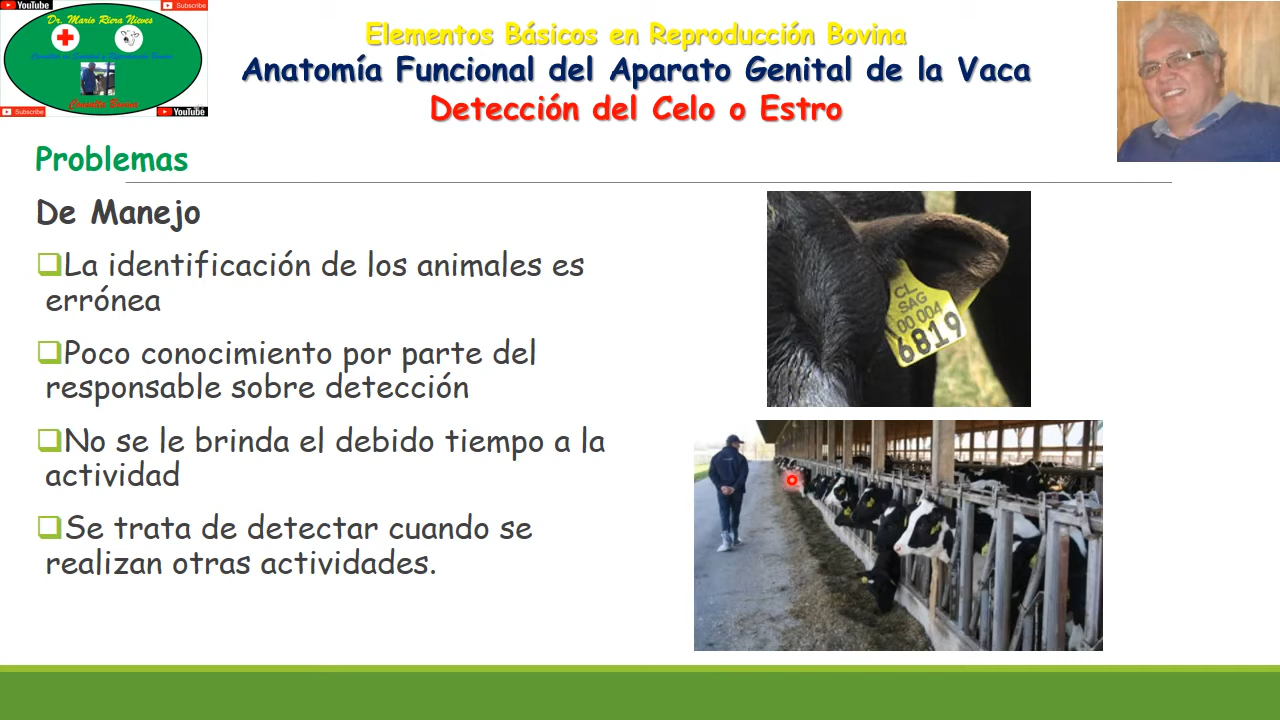 YouTube
Subscribe
Dr. Mario Riera Nieves
Consulta Bovina
Subscribe
YouTube
Elementos Básicos en Reproducción Bovina
Anatomía Funcional del Aparato Genital de la Vaca
Detección del Celo o Estro
Problemas
De Manejo
La identificación de los animales es
errónea
Poco conocimiento por parte del
responsable sobre detección
No se le brinda el debido tiempo a la
actividad
Se trata de detectar cuando se
realizan otras actividades.
CL
SAG
00 004
6819